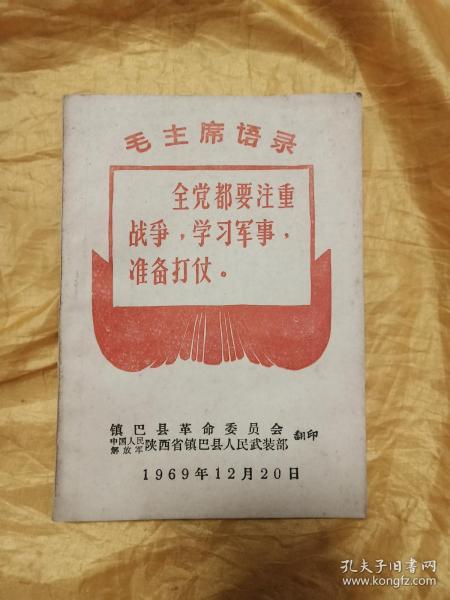 毛主席语录
全党都要注重
战争，学习军事，
准备打仗。
镇巴县革命委员会
中国人民解放军陕西省镇巴县人民武装部 翻印
1969年12月20日
孔夫子旧书网
www.kongfz.com